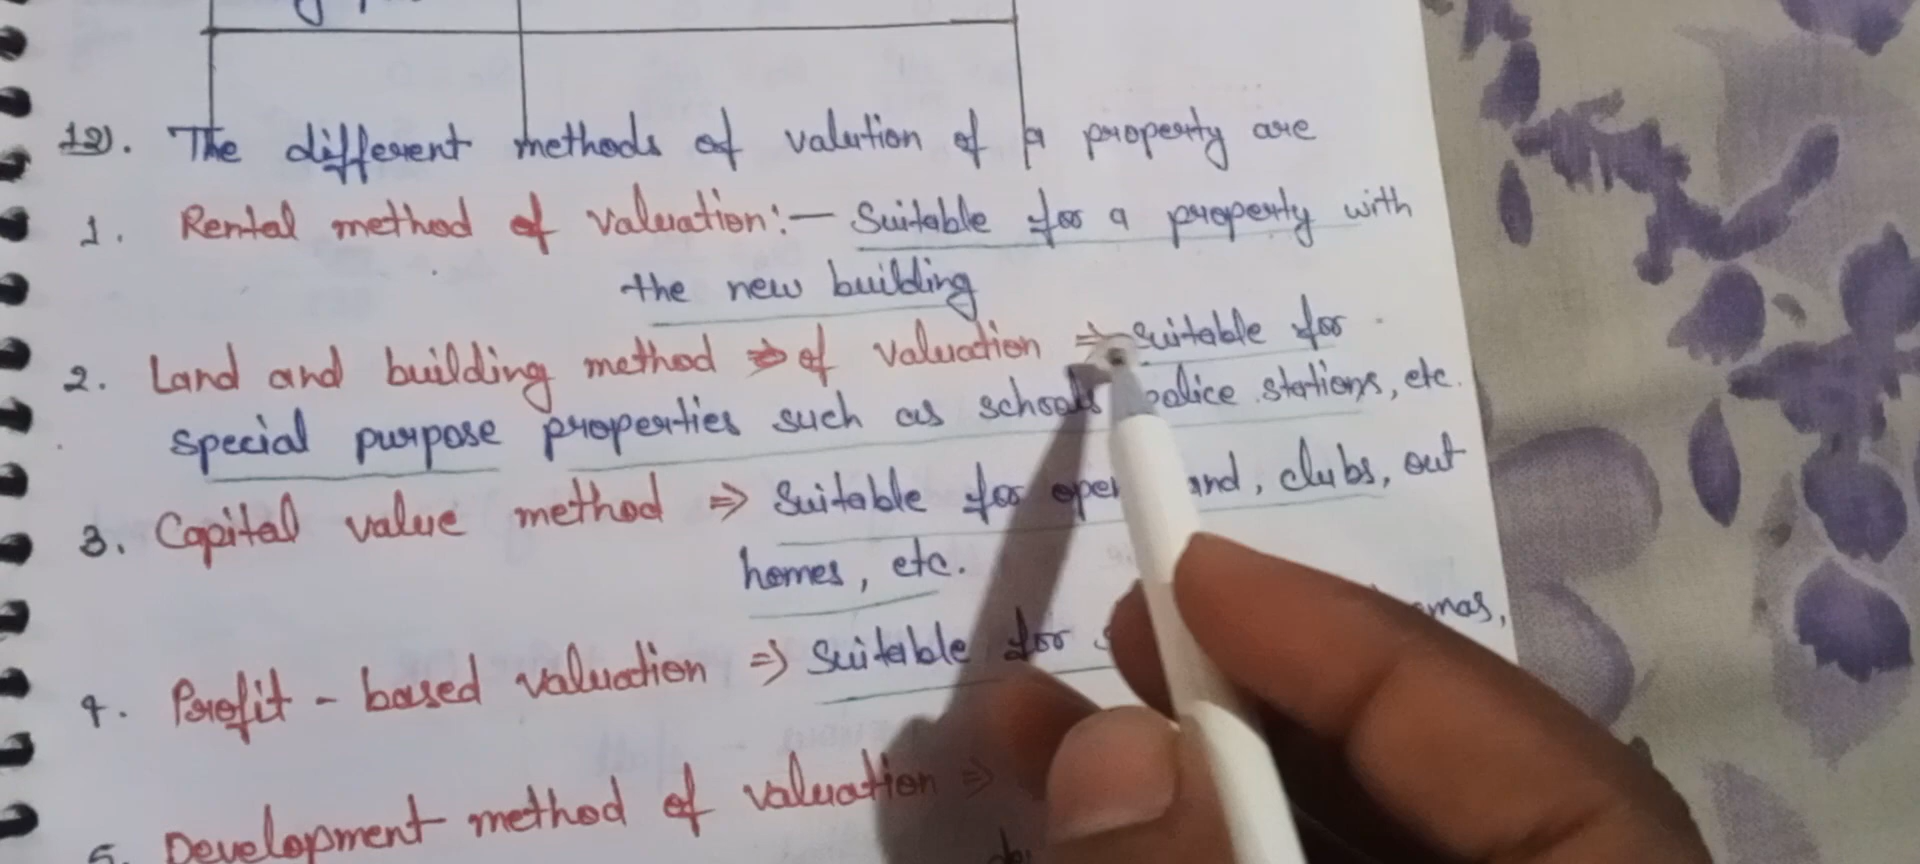 12). The different methods of valution of a property are
1. Rental method of valuation:- Suitable for a property with
the new building
2. Land and building method of valuation => suitable for
special purpose properties such as schools police stations, etc.
3. Capital value method => Suitable for open land, clubs, out
homes, etc.
4. Profit - based valuation => Suitable for
5. Development method of valuation =>